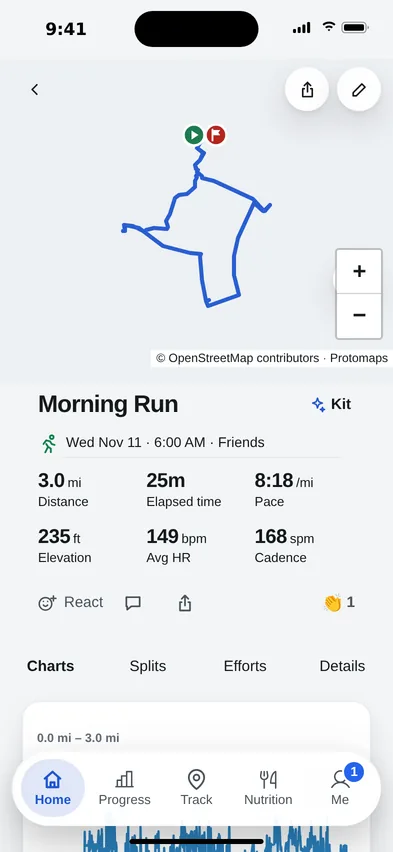 9:41
+
−
© OpenStreetMap contributors · Protomaps
Morning Run
Kit
Wed Nov 11 · 6:00 AM · Friends
3.0 mi 25m 8:18 /mi
Distance Elapsed time Pace
235 ft 149 bpm 168 spm
Elevation Avg HR Cadence
React 👏 1
Charts Splits Efforts Details
0.0 mi – 3.0 mi
1
Home Progress Track Nutrition Me